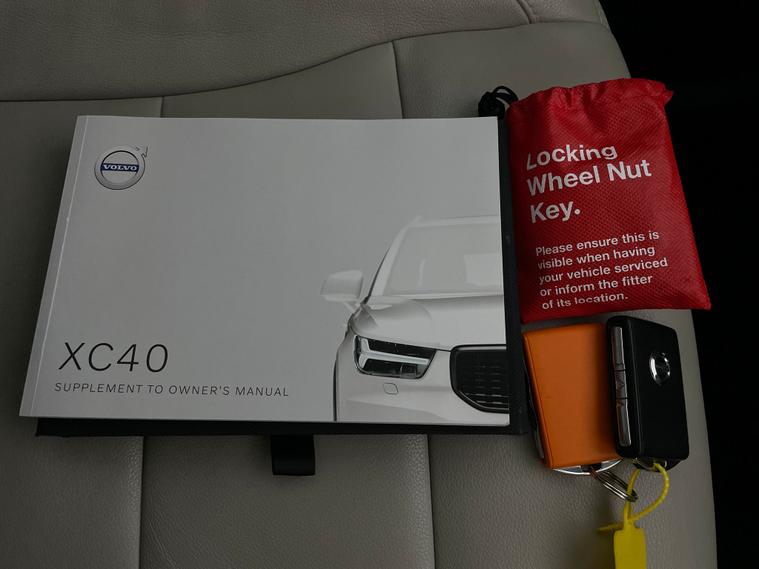 VOLVO
XC40
SUPPLEMENT TO OWNER'S MANUAL
Locking
Wheel Nut
Key.
Please ensure this is
visible when having
your vehicle serviced
or inform the fitter
of its location.